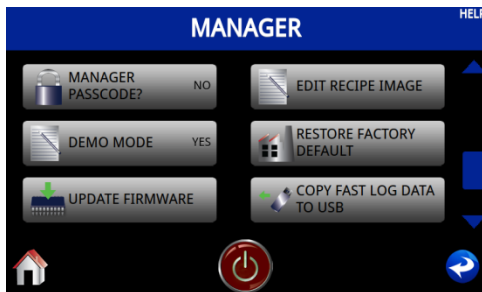 MANAGER
HELP
MANAGER
PASSCODE?
NO
EDIT RECIPE IMAGE
DEMO MODE
YES
RESTORE FACTORY
DEFAULT
UPDATE FIRMWARE
COPY FAST LOG DATA
TO USB